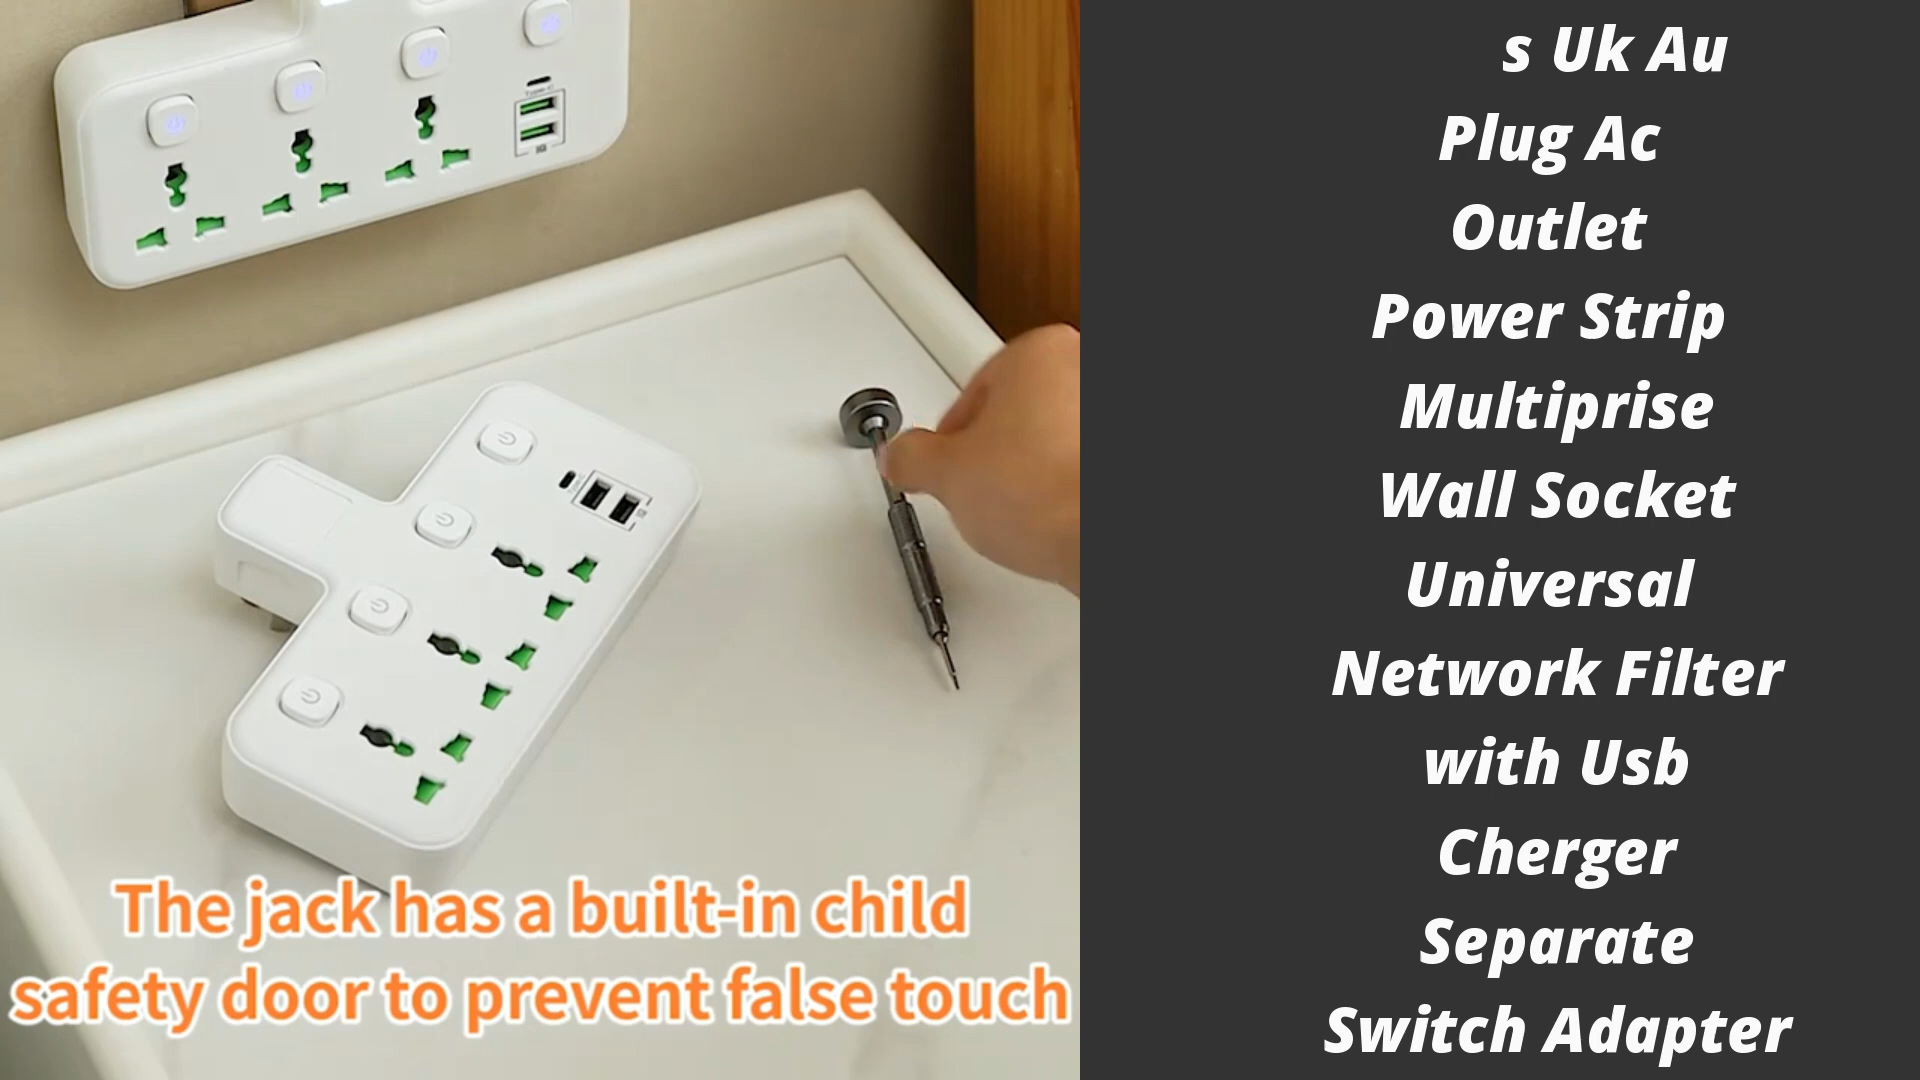 The jack has a built-in child
safety door to prevent false touch
s Uk Au
Plug Ac
Outlet
Power Strip
Multiprise
Wall Socket
Universal
Network Filter
with Usb
Cherger
Separate
Switch Adapter